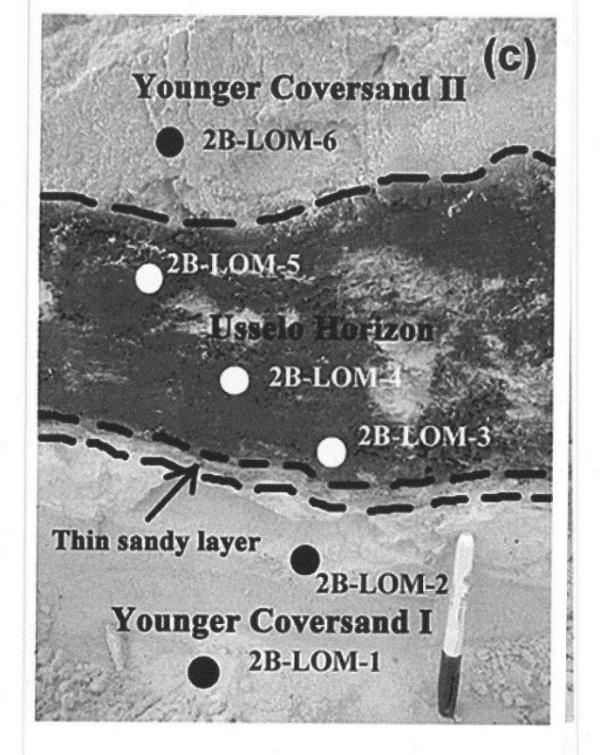 (c)
Younger Coversand II
2B-LOM-6
2B-LOM-5
Usselo Horizon
2B-LOM-4
2B-LOM-3
Thin sandy layer
2B-LOM-2
Younger Coversand I
2B-LOM-1